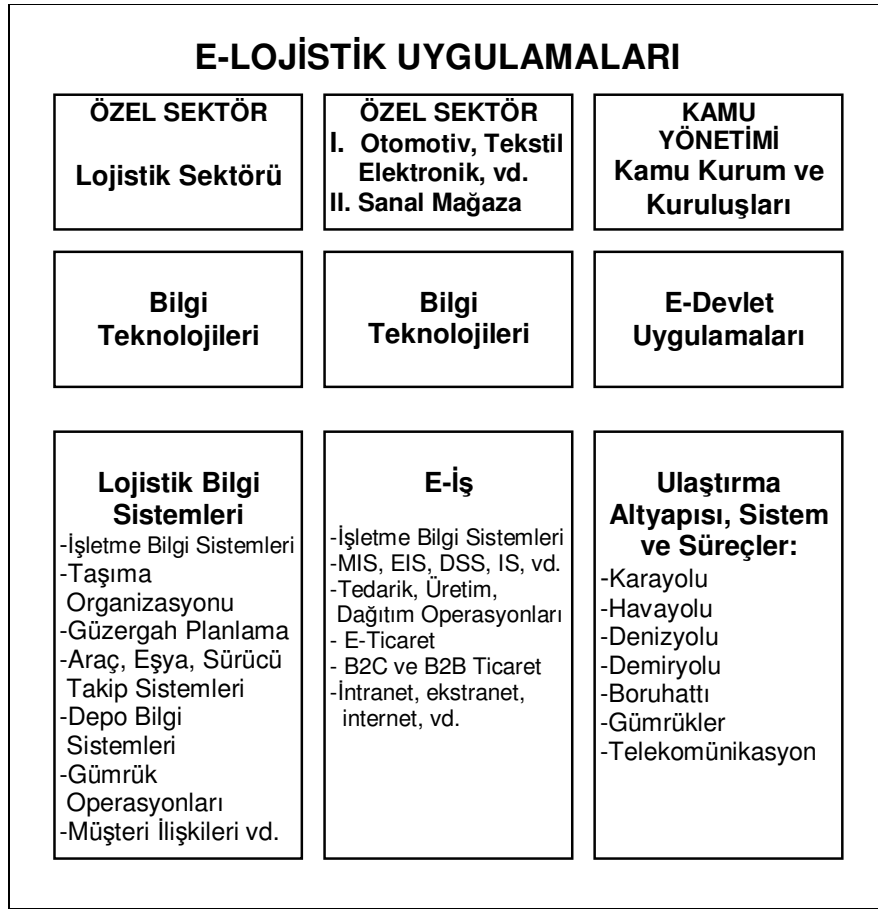 E-LOJİSTİK UYGULAMALARI
ÖZEL SEKTÖR
Lojistik Sektörü
ÖZEL SEKTÖR
I. Otomotiv, Tekstil
Elektronik, vd.
II. Sanal Mağaza
KAMU
YÖNETİMİ
Kamu Kurum ve
Kuruluşları
Bilgi
Teknolojileri
Bilgi
Teknolojileri
E-Devlet
Uygulamaları
Lojistik Bilgi
Sistemleri
-İşletme Bilgi Sistemleri
-Taşıma
Organizasyonu
-Güzergah Planlama
-Araç, Eşya, Sürücü
Takip Sistemleri
-Depo Bilgi
Sistemleri
-Gümrük
Operasyonları
-Müşteri İlişkileri vd.
E-İş
-İşletme Bilgi Sistemleri
-MIS, EIS, DSS, IS, vd.
-Tedarik, Üretim,
Dağıtım Operasyonları
- E-Ticaret
- B2C ve B2B Ticaret
-İntranet, ekstranet,
internet, vd.
Ulaştırma
Altyapısı, Sistem
ve Süreçler:
-Karayolu
-Havayolu
-Denizyolu
-Demiryolu
-Boruhattı
-Gümrükler
-Telekomünikasyon